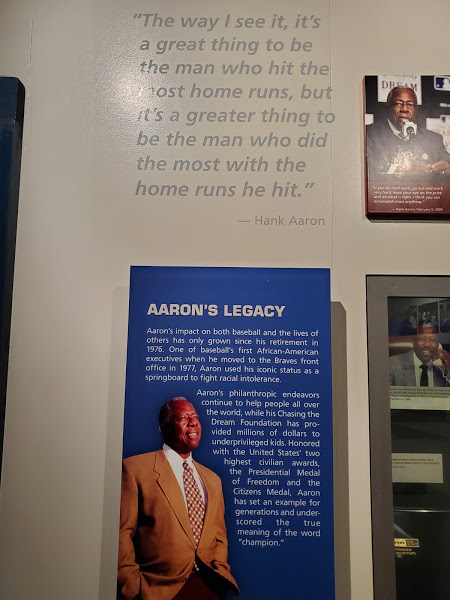 "The way I see it, it's
a great thing to be
the man who hit the
most home runs, but
it's a greater thing to
be the man who did
the most with the
home runs he hit."
— Hank Aaron
DREAM
AARON'S LEGACY
Aaron's impact on both baseball and the lives of
others has only grown since his retirement in
1976. One of baseball's first African-American
executives when he moved to the Braves front
office in 1977, Aaron used his iconic status as a
springboard to fight racial intolerance.
Aaron's philanthropic endeavors
continue to help people all over
the world, while his Chasing the
Dream Foundation has pro-
vided millions of dollars to
underprivileged kids. Honored
with the United States' two
highest civilian awards,
the Presidential Medal
of Freedom and the
Citizens Medal, Aaron
has set an example for
generations and under-
scored the true
meaning of the word
"champion."